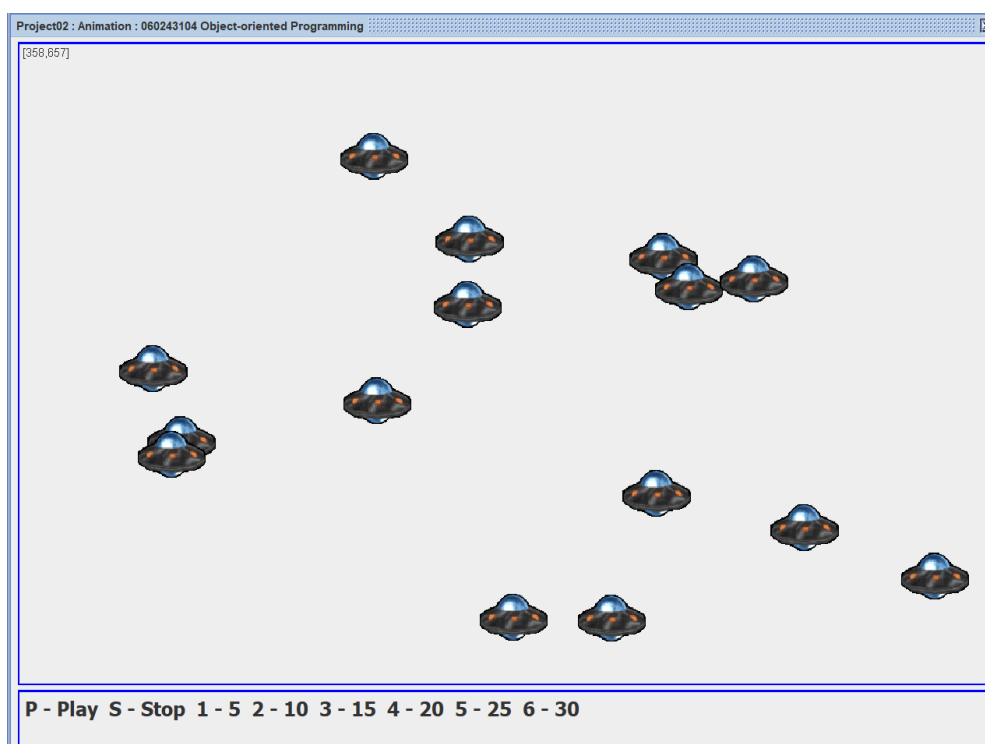 Project02 : Animation : 060243104 Object-oriented Programming
[358,657]
P - Play S - Stop 1 - 5 2 - 10 3 - 15 4 - 20 5 - 25 6 - 30